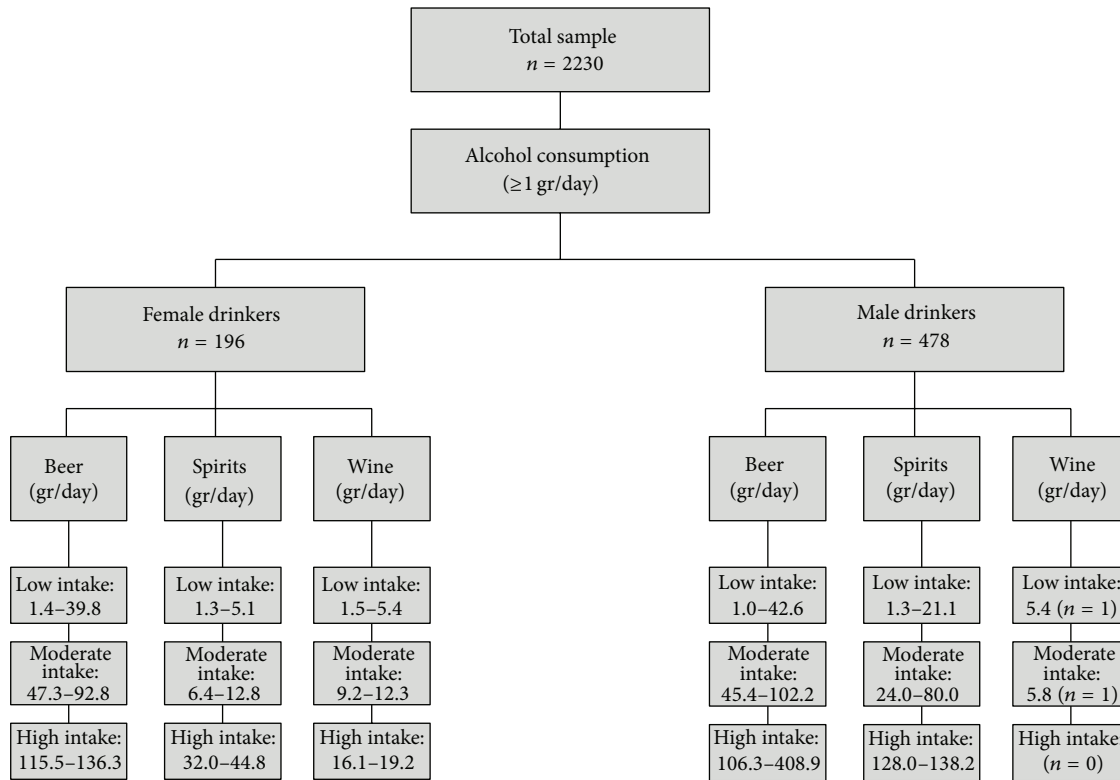 Total sample
n = 2230
Alcohol consumption
(≥1 gr/day)
Female drinkers
n = 196
Male drinkers
n = 478
Beer
(gr/day)
Spirits
(gr/day)
Wine
(gr/day)
Beer
(gr/day)
Spirits
(gr/day)
Wine
(gr/day)
Low intake:
1.4–39.8
Low intake:
1.3–5.1
Low intake:
1.5–5.4
Low intake:
1.0–42.6
Low intake:
1.3–21.1
Low intake:
5.4 (n = 1)
Moderate
intake:
47.3–92.8
Moderate
intake:
6.4–12.8
Moderate
intake:
9.2–12.3
Moderate
intake:
45.4–102.2
Moderate
intake:
24.0–80.0
Moderate
intake:
5.8 (n = 1)
High intake:
115.5–136.3
High intake:
32.0–44.8
High intake:
16.1–19.2
High intake:
106.3–408.9
High intake:
128.0–138.2
High intake:
(n = 0)